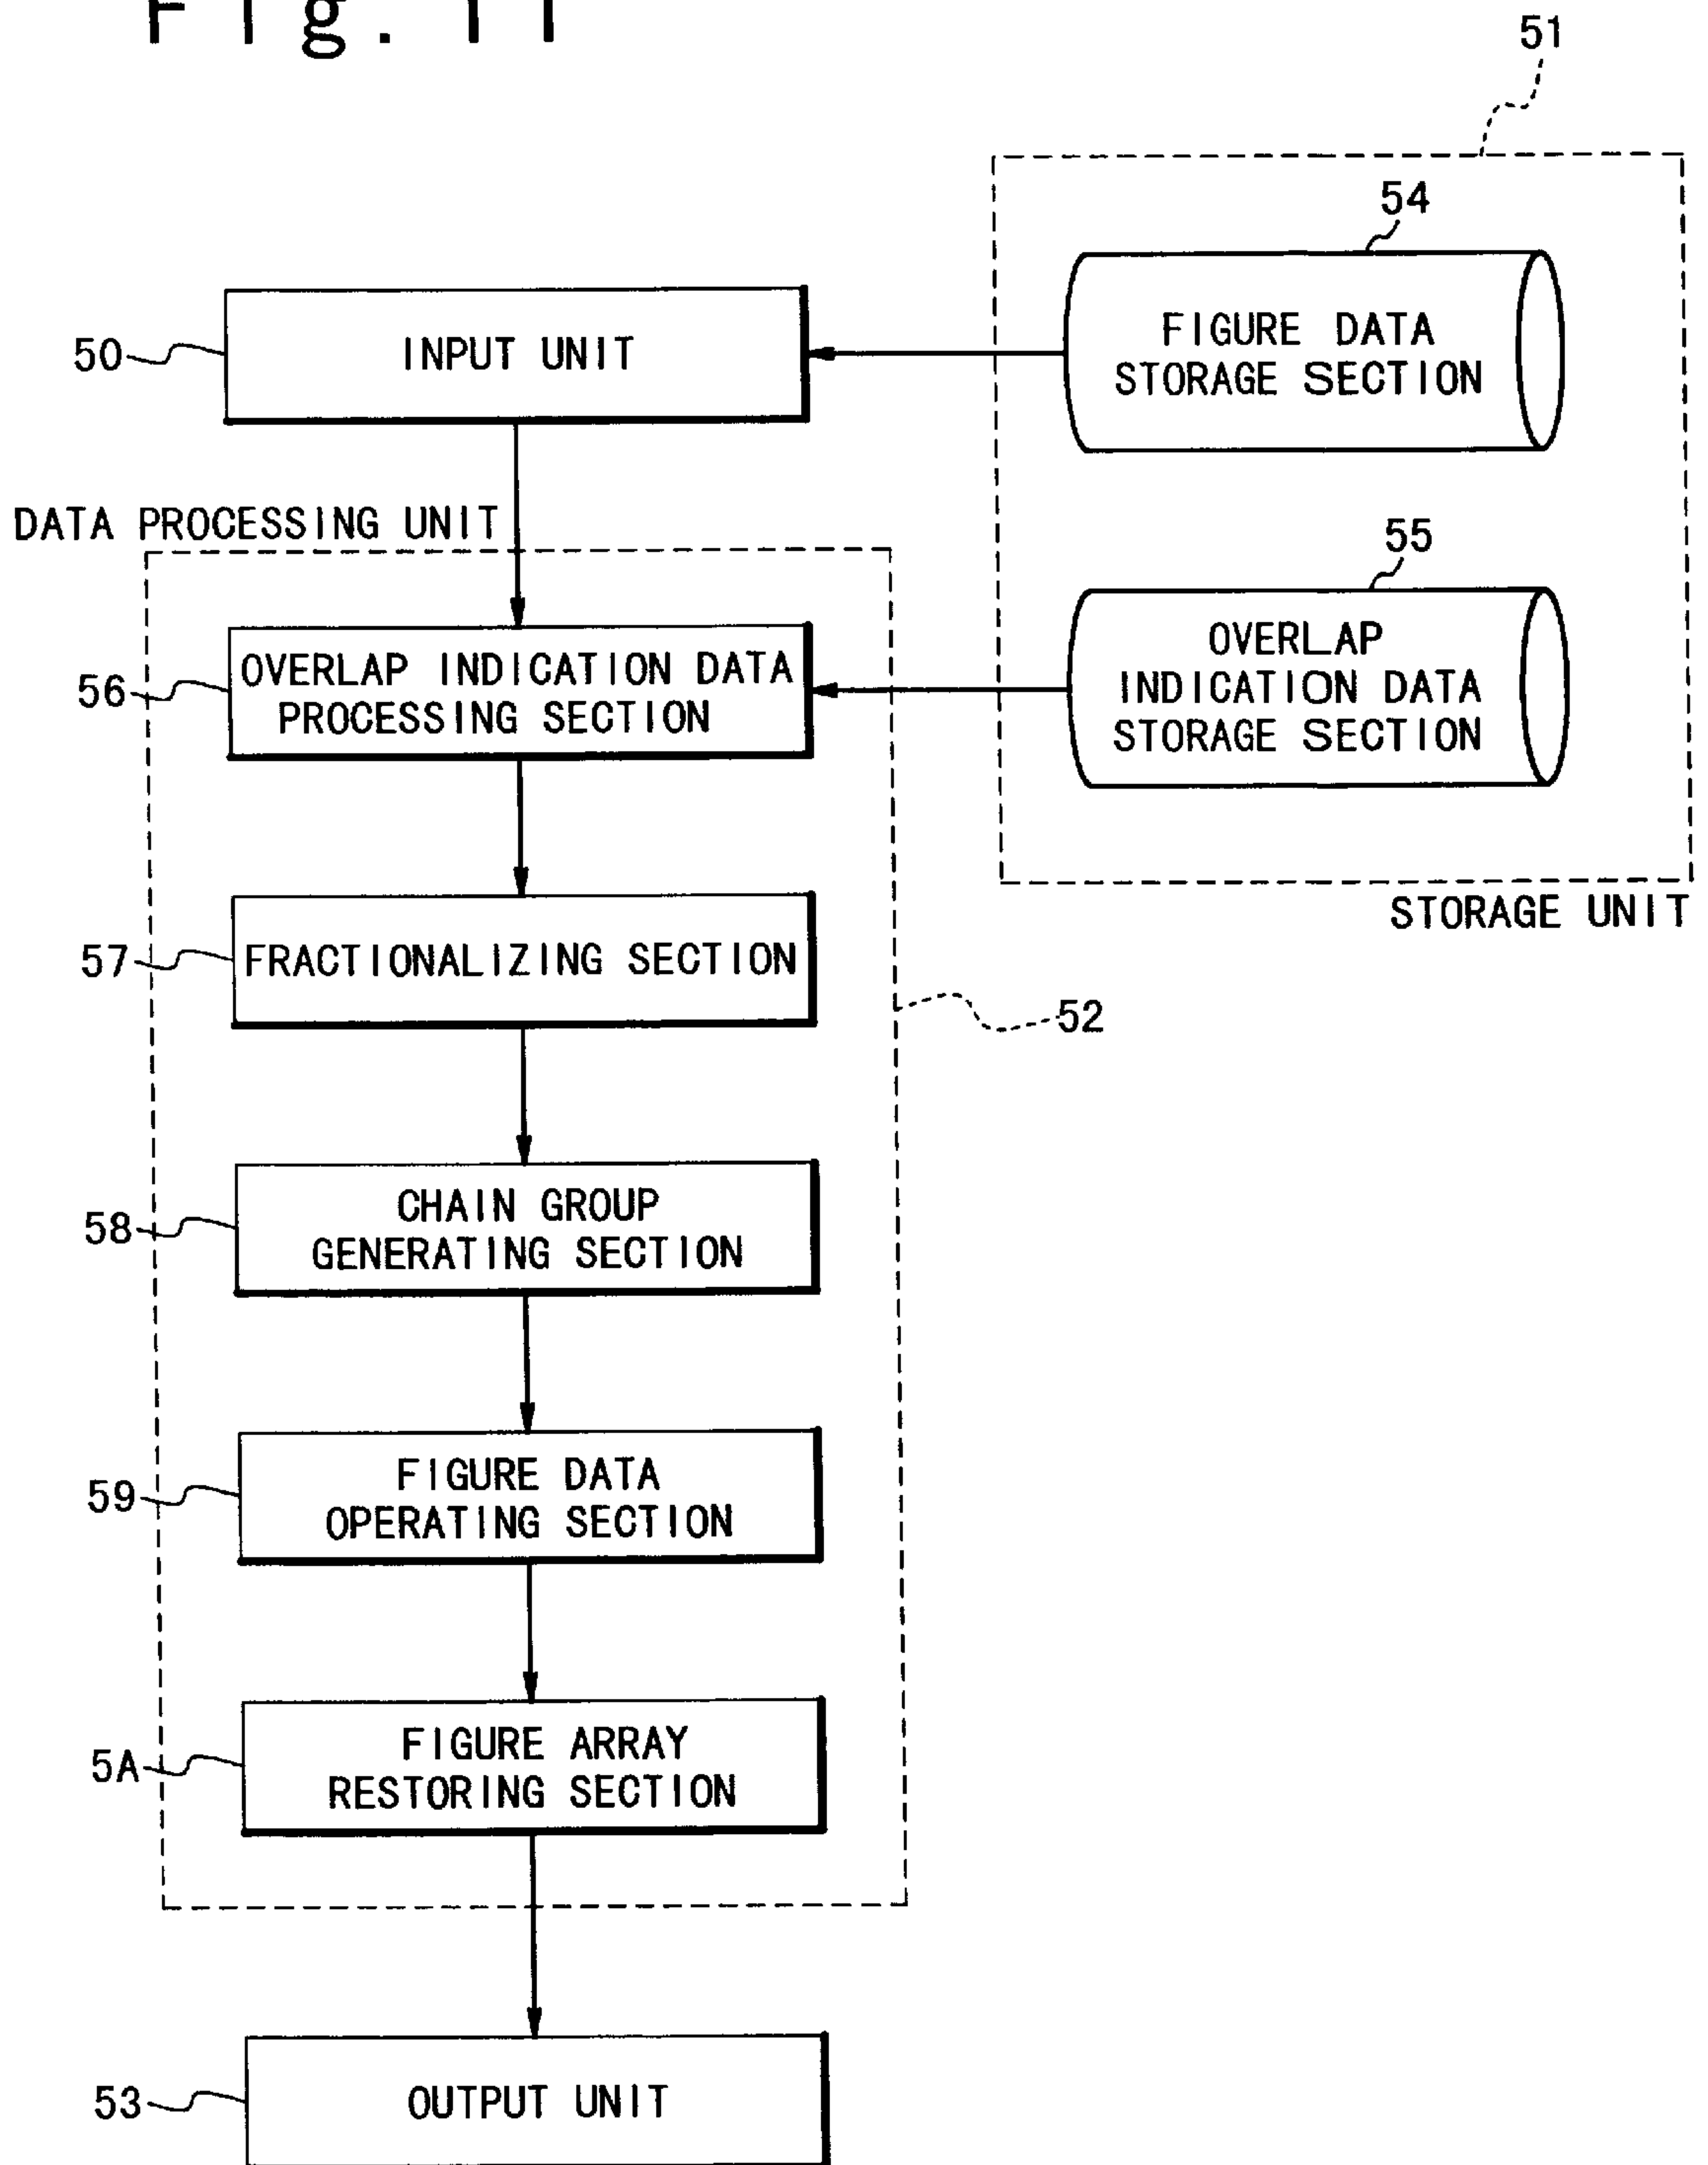 Fig. 11
51
54
FIGURE DATA
STORAGE SECTION
50
INPUT UNIT
DATA PROCESSING UNIT
55
OVERLAP
INDICATION DATA
STORAGE SECTION
56
OVERLAP INDICATION DATA
PROCESSING SECTION
STORAGE UNIT
57
FRACTIONALIZING SECTION
52
58
CHAIN GROUP
GENERATING SECTION
59
FIGURE DATA
OPERATING SECTION
5A
FIGURE ARRAY
RESTORING SECTION
53
OUTPUT UNIT